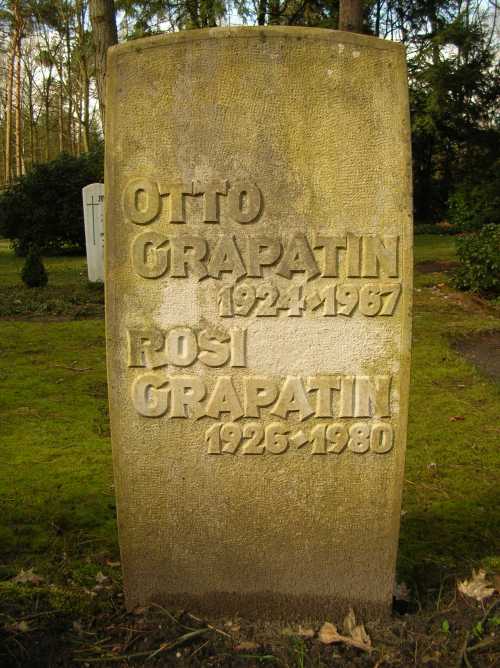 OTTO
GRAPATIN
1924-1967
ROSI
GRAPATIN
1926-1980